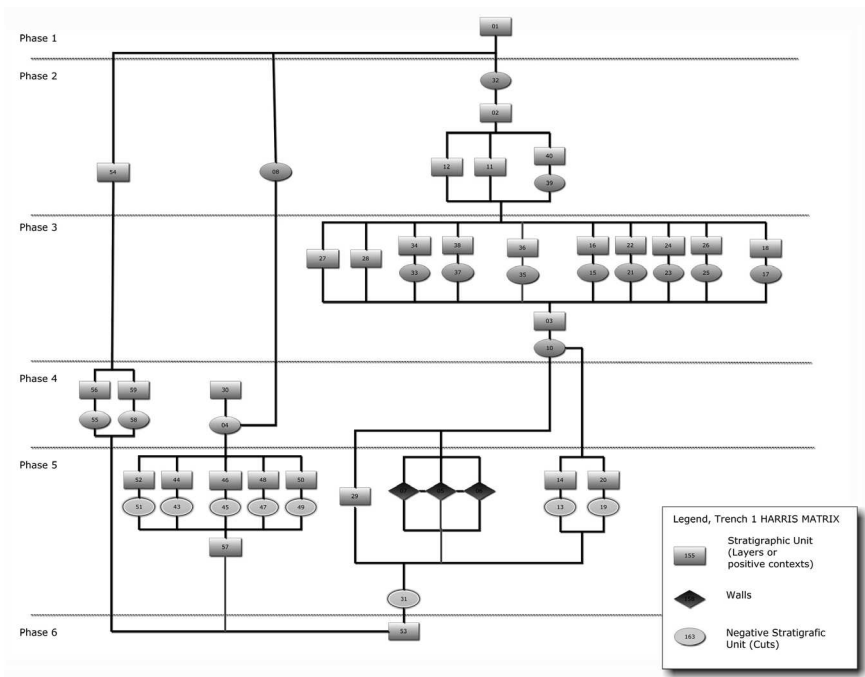 Phase 1
01
Phase 2
32
02
54
08
12 11 40
39
Phase 3
27 28 34 38 36 16 22 24 26 18
33 37 35 15 21 23 25 17
03
10
Phase 4
56 59 30
55 58 04
Phase 5
52 44 46 48 50 29 14 20
51 43 45 47 49 13 19
57
31
Phase 6
53
Legend, Trench 1 HARRIS MATRIX
155
Stratigraphic Unit
(Layers or
positive contexts)
Walls
163
Negative Stratigrafic
Unit (Cuts)